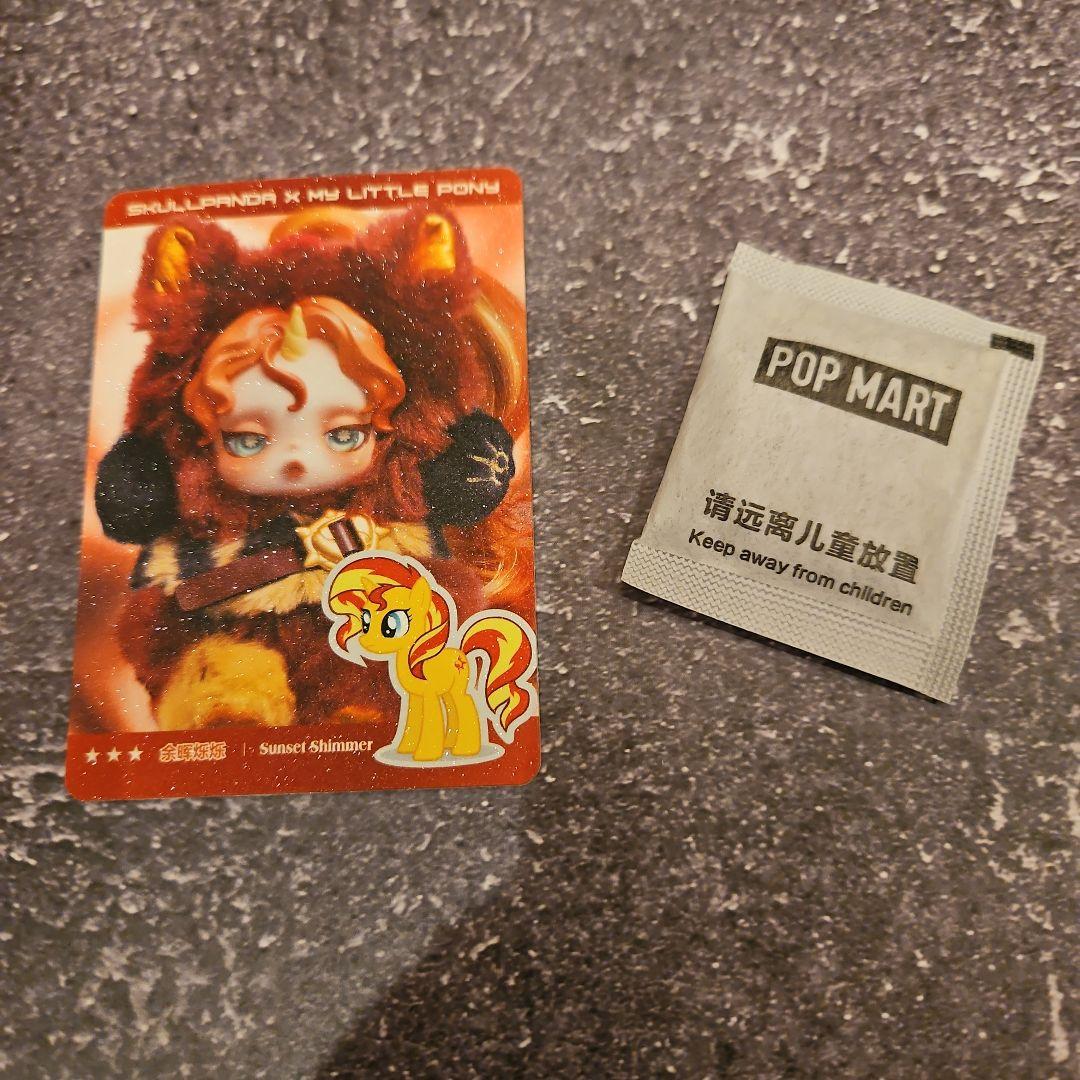 SKULLPANDA X MY LITTLE PONY
余晖烁烁 | Sunset Shimmer
POP MART
请远离儿童放置
Keep away from children